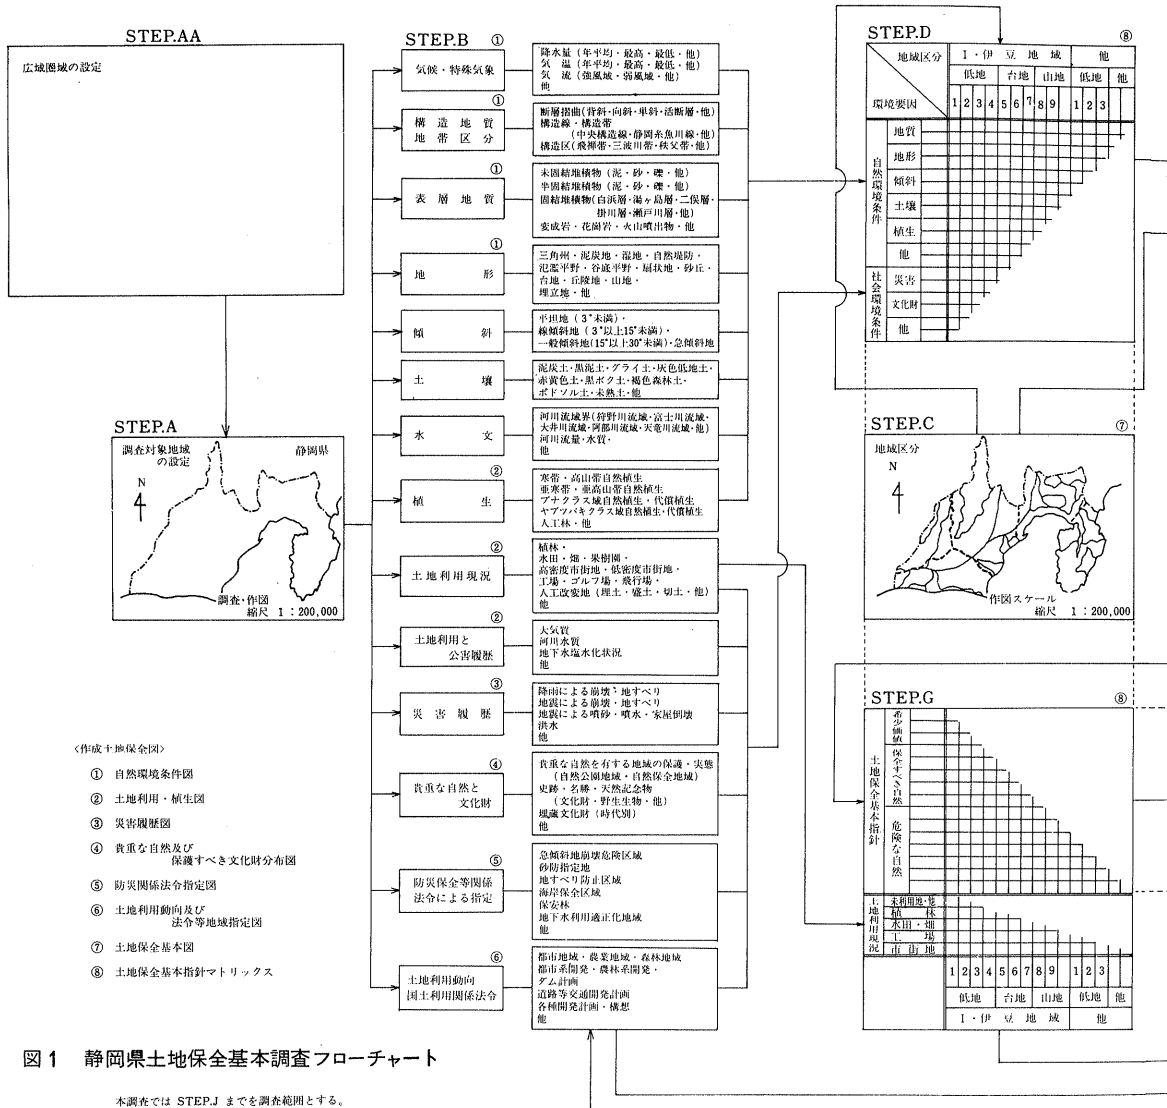 STEP.AA
広域圏域の設定
STEP.A
調査対象地域
の設定
静岡県
N
調査・作図
縮尺 1:200,000
〈作成土地保全図〉
① 自然環境条件図
② 土地利用・植生図
③ 災害履歴図
④ 貴重な自然及び
保護すべき文化財分布図
⑤ 防災関係法令指定図
⑥ 土地利用動向及び
法令等地域指定図
⑦ 土地保全基本図
⑧ 土地保全基本指針マトリックス
STEP.B
①
気候・特殊気象
降水量(年平均・最高・最低・他)
気 温(年平均・最高・最低・他)
気 流(強風域・弱風域・他)
他
①
構造地質
地帯区分
断層摺曲(背斜・向斜・単斜・活断層・他)
構造線・構造帯
(中央構造線・静岡糸魚川線・他)
構造区(飛禅帯・三波川帯・秩父帯・他)
①
表層地質
未固結堆積物(泥・砂・礫・他)
半固結堆積物(泥・砂・礫・他)
固結堆積物(白浜層・湯ヶ島層・二俣層・
掛川層・瀬戸川層・他)
変成岩・花崗岩・火山噴出物・他
①
地形
三角州・泥炭地・湿地・自然堤防・
氾濫平野・谷底平野・扇状地・砂丘・
台地・丘陵地・山地・
埋立地・他
傾斜
平坦地(3°未満)・
緩傾斜地(3°以上15°未満)・
一般傾斜地(15°以上30°未満)・急傾斜地
土壌
泥炭土・黒泥土・グライ土・灰色低地土・
赤黄色土・黒ボク土・褐色森林土・
ポドソル土・未熟土・他
水文
河川流域界(狩野川流域・富士川流域・
大井川流域・阿部川流域・天竜川流域・他)
河川流量・水質・
他
②
植生
寒帯・高山帯自然植生
亜寒帯・亜高山帯自然植生
ブナクラス域自然植生・代償植生
ヤブツバキクラス域自然植生・代償植生
人工林・他
②
土地利用現況
植林・
水田・畑・果樹園・
高密度市街地・低密度市街地・
工場・ゴルフ場・飛行場・
人工改変地(埋土・盛土・切土・他)
他
②
土地利用と
公害履歴
大気質
河川水質
地下水塩水化状況
他
③
災害履歴
降雨による崩壊・地すべり
地震による崩壊・地すべり
地震による噴砂・噴水・家屋倒壊
洪水
他
④
貴重な自然と
文化財
貴重な自然を有する地域の保護・実態
(自然公園地域・自然保全地域)
史跡・名勝・天然記念物
(文化財・野生生物・他)
埋蔵文化財(時代別)
他
⑤
防災保全等関係
法令による指定
急傾斜地崩壊危険区域
砂防指定地
地すべり防止区域
海岸保全区域
保安林
地下水利用適正化地域
他
⑥
土地利用動向
国土利用関係法令
都市地域・農業地域・森林地域
都市系開発・農林系開発・
ダム計画
道路等交通開発計画
各種開発計画・構想
他
STEP.D
⑧
地域区分
環境要因
I・伊豆地域 他
低地 台地 山地 低地 他
1 2 3 4 5 6 7 8 9 1 2 3
自然環境条件
地質
地形
傾斜
土壌
植生
他
社会環境条件
災害
文化財
他
STEP.C
⑦
地域区分
N
作図スケール
縮尺 1:200,000
STEP.G
⑧
土地保全基本指針
希少価値
保全すべき自然
危険な自然
土地利用現況
未利用地・他
植林
水田・畑
工場
市街地
1 2 3 4 5 6 7 8 9 1 2 3
低地 台地 山地 低地 他
I・伊豆地域 他
図1 静岡県土地保全基本調査フローチャート
本調査では STEP.J までを調査範囲とする。